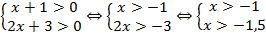 {x + 1 > 0 ⇔ {x > −1 ⇔ {x > −1
{2x + 3 > 0 ⇔ {2x > −3 ⇔ {x > −1,5